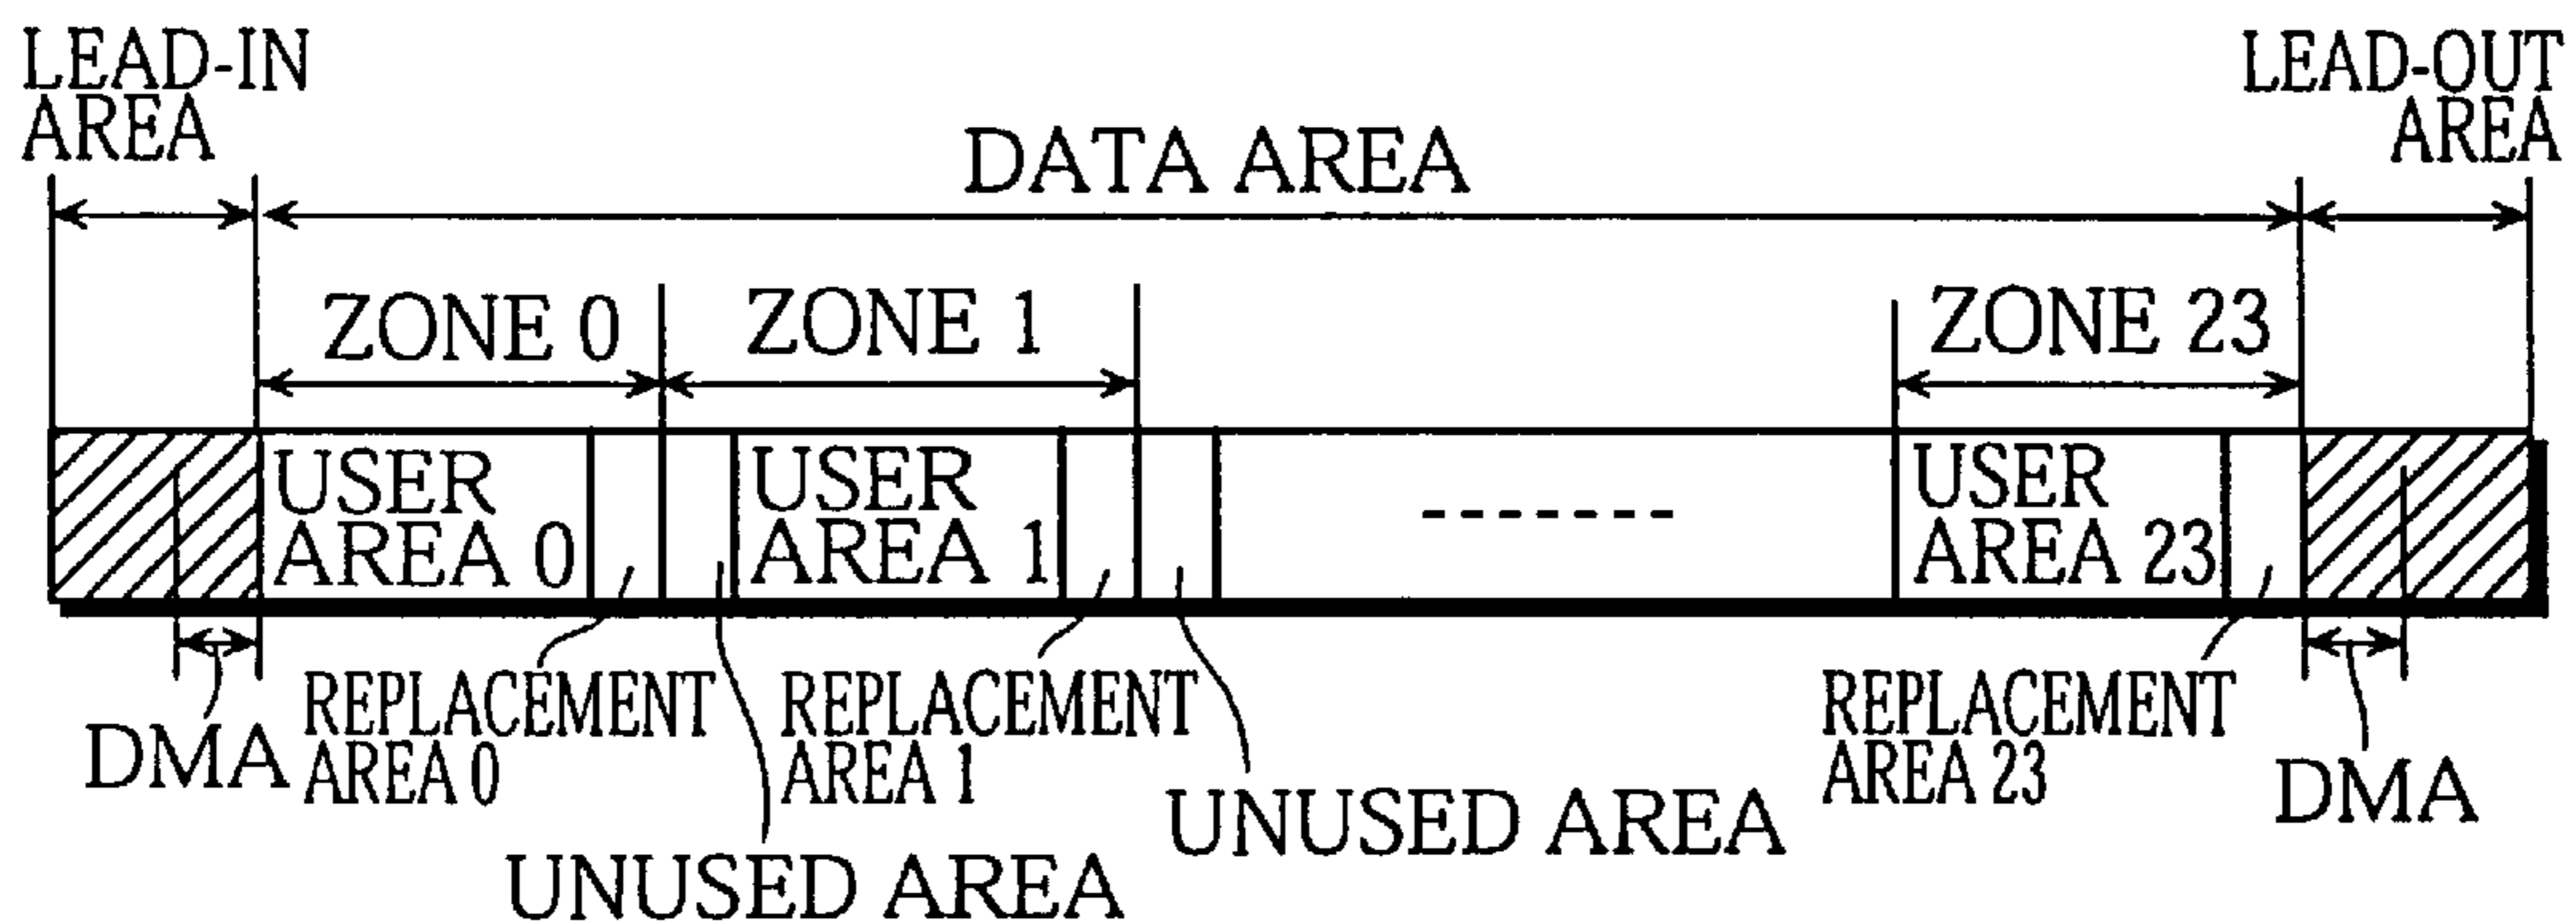 LEAD-IN
AREA
DATA AREA
LEAD-OUT
AREA
ZONE 0
ZONE 1
ZONE 23
USER
AREA 0
USER
AREA 1
USER
AREA 23
-------
DMA
REPLACEMENT
AREA 0
UNUSED AREA
REPLACEMENT
AREA 1
UNUSED AREA
REPLACEMENT
AREA 23
DMA